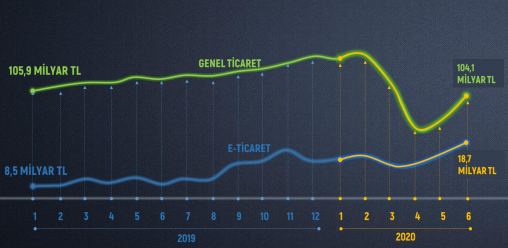 GENEL TİCARET
105,9 MİLYAR TL
104,1
MİLYAR TL
E-TİCARET
8,5 MİLYAR TL
18,7
MİLYAR TL
1 2 3 4 5 6 7 8 9 10 11 12 1 2 3 4 5 6
2019 2020